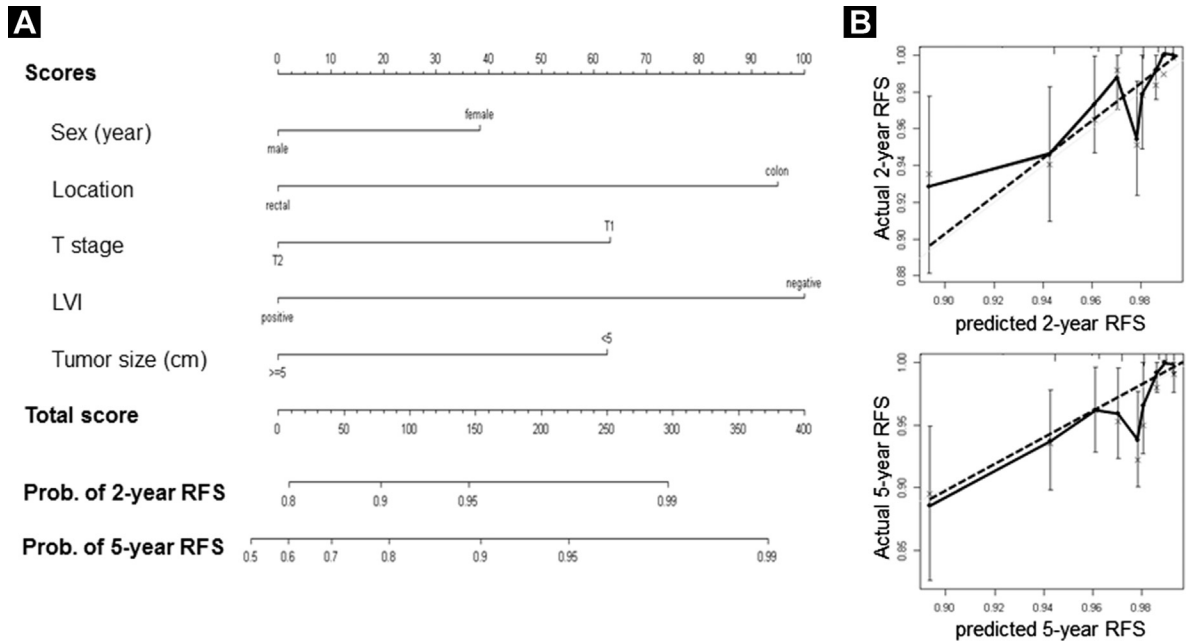 A
B
0 10 20 30 40 50 60 70 80 90 100
Scores
female
Sex (year)
male
colon
Location
rectal
T1
T stage
T2
negative
LVI
positive
<5
Tumor size (cm)
>=5
Total score
0 50 100 150 200 250 300 350 400
Prob. of 2-year RFS
0.8 0.9 0.95 0.99
Prob. of 5-year RFS
0.5 0.6 0.7 0.8 0.9 0.95 0.99
Actual 2-year RFS
0.88 0.90 0.92 0.94 0.96 0.98 1.00
0.90 0.92 0.94 0.96 0.98
predicted 2-year RFS
Actual 5-year RFS
0.85 0.90 0.95 1.00
0.90 0.92 0.94 0.96 0.98
predicted 5-year RFS